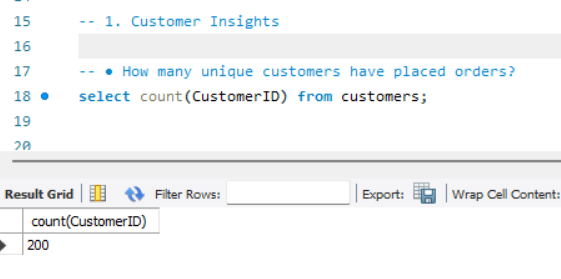 15 -- 1. Customer Insights
16
17 -- • How many unique customers have placed orders?
18 select count(CustomerID) from customers;
19
20
Result Grid Filter Rows: Export: Wrap Cell Content:
count(CustomerID)
200